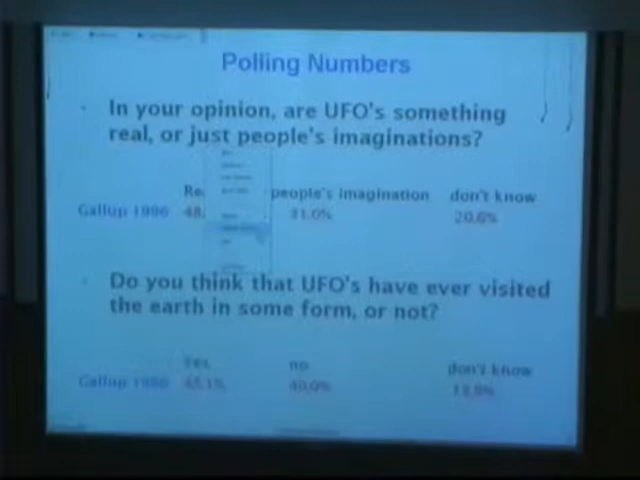 Polling Numbers
In your opinion, are UFO's something
real, or just people's imaginations?
people's imagination don't know
Gallup 1996 48. 31.0% 20.0%
Do you think that UFO's have ever visited
the earth in some form, or not?
Yes no don't know
Gallup 1996 45.1% 40.0%